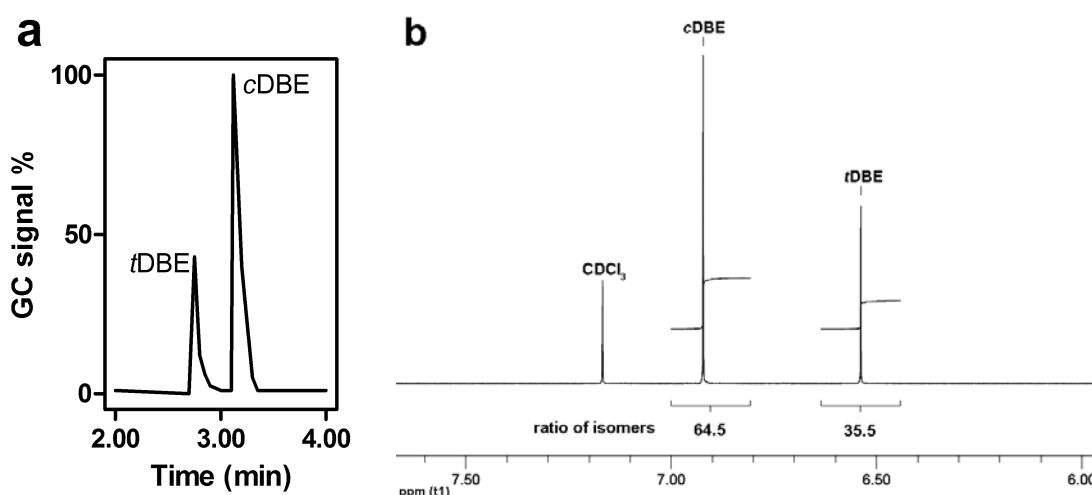 a
100
50
0
GC signal %
tDBE
cDBE
2.00 3.00 4.00
Time (min)
b
cDBE
tDBE
CDCl3
ratio of isomers 64.5 35.5
7.50 7.00 6.50 6.00
ppm (t1)